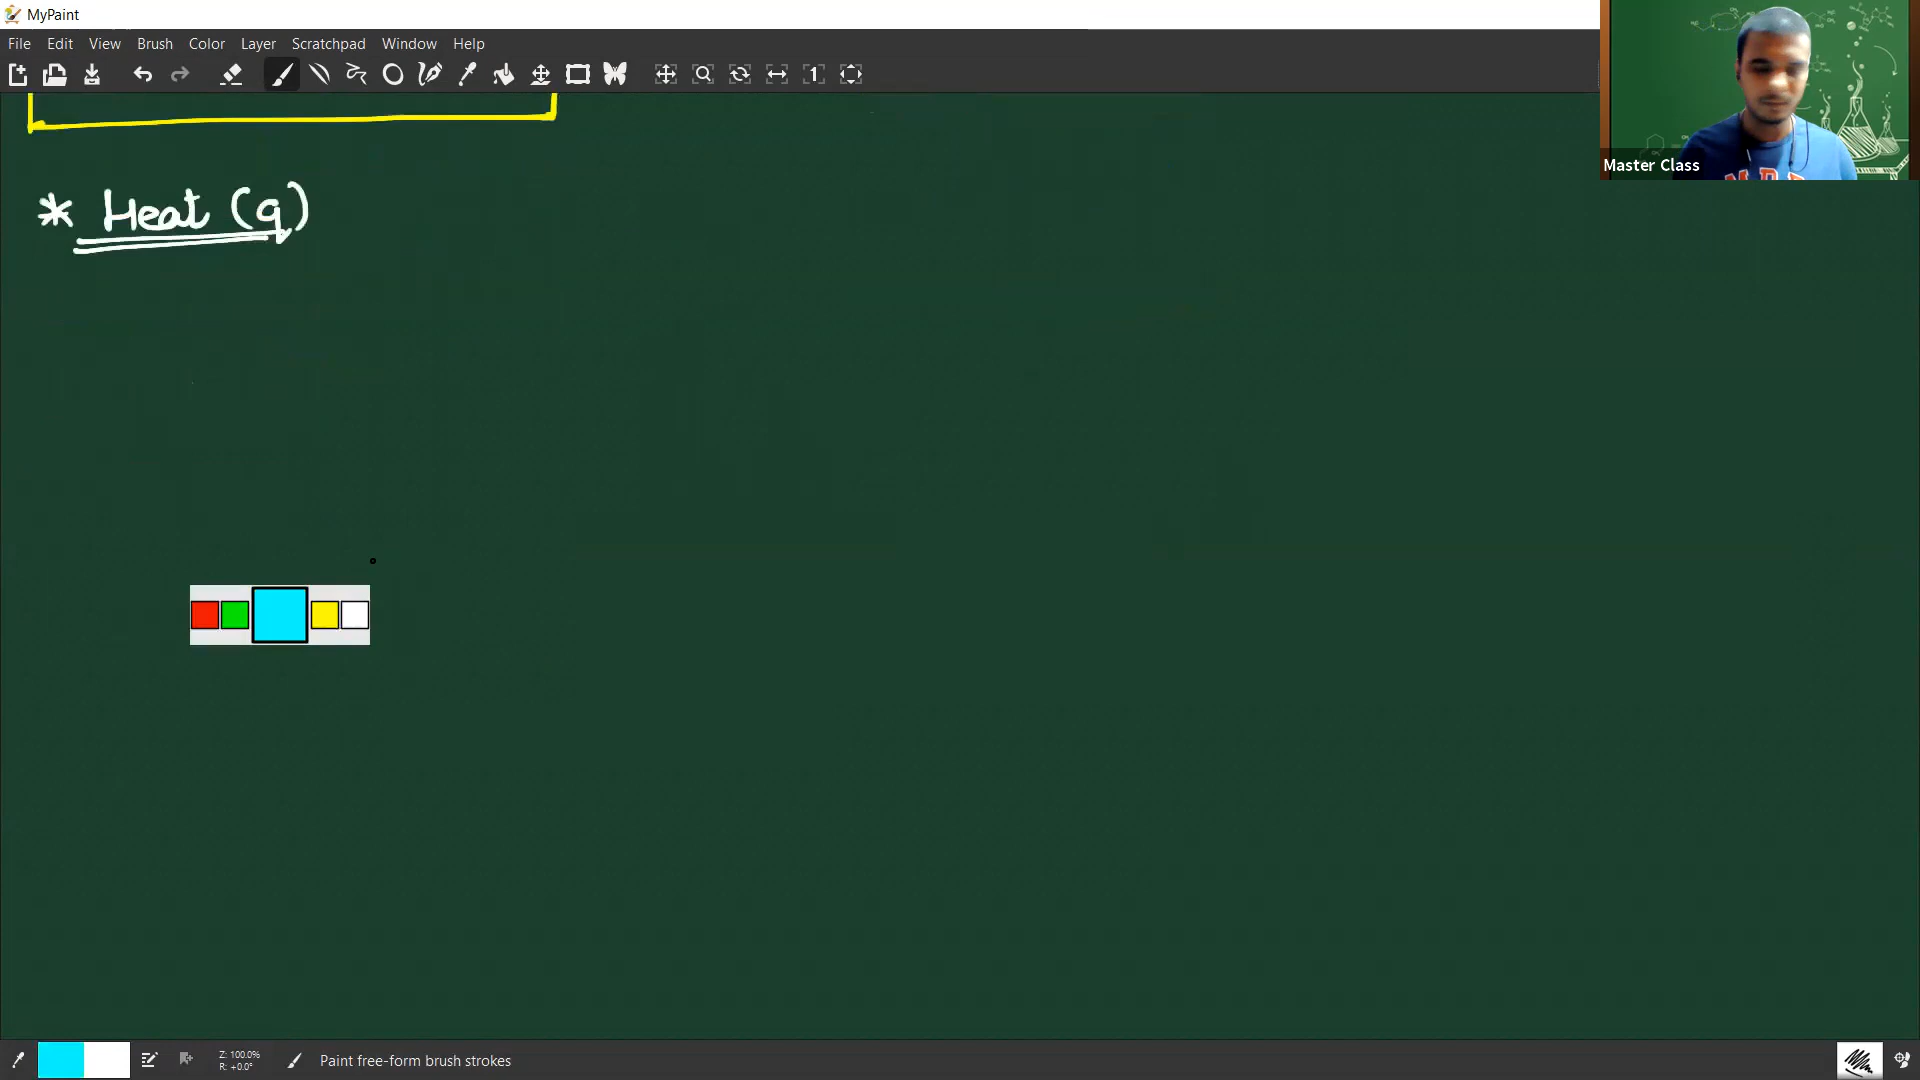 MyPaint
File Edit View Brush Color Layer Scratchpad Window Help
1
Master Class
* Heat (q)
Z: 100.0%
R: +0.0°
Paint free-form brush strokes